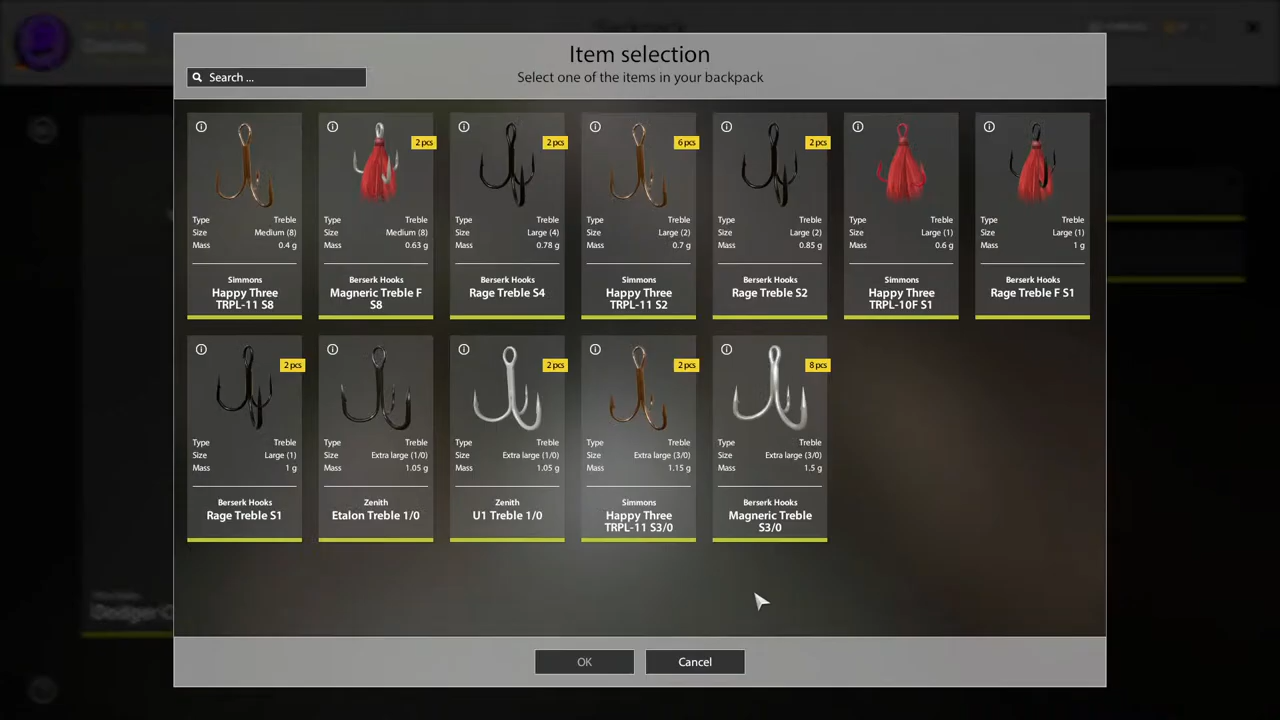 Item selection
Search ...
Select one of the items in your backpack
2 pcs
2 pcs
6 pcs
2 pcs
Type Treble
Size Medium (8)
Mass 0.4 g
Simmons
Happy Three
TRPL-11 S8
Type Treble
Size Medium (8)
Mass 0.63 g
Berserk Hooks
Magneric Treble F
S8
Type Treble
Size Large (4)
Mass 0.78 g
Berserk Hooks
Rage Treble S4
Type Treble
Size Large (2)
Mass 0.7 g
Simmons
Happy Three
TRPL-11 S2
Type Treble
Size Large (2)
Mass 0.85 g
Berserk Hooks
Rage Treble S2
Type Treble
Size Large (1)
Mass 0.6 g
Simmons
Happy Three
TRPL-10F S1
Type Treble
Size Large (1)
Mass 1 g
Berserk Hooks
Rage Treble F S1
2 pcs
2 pcs
2 pcs
8 pcs
Type Treble
Size Large (1)
Mass 1 g
Berserk Hooks
Rage Treble S1
Type Treble
Size Extra large (1/0)
Mass 1.05 g
Zenith
Etalon Treble 1/0
Type Treble
Size Extra large (1/0)
Mass 1.05 g
Zenith
U1 Treble 1/0
Type Treble
Size Extra large (3/0)
Mass 1.15 g
Simmons
Happy Three
TRPL-11 S3/0
Type Treble
Size Extra large (3/0)
Mass 1.5 g
Berserk Hooks
Magneric Treble
S3/0
OK
Cancel